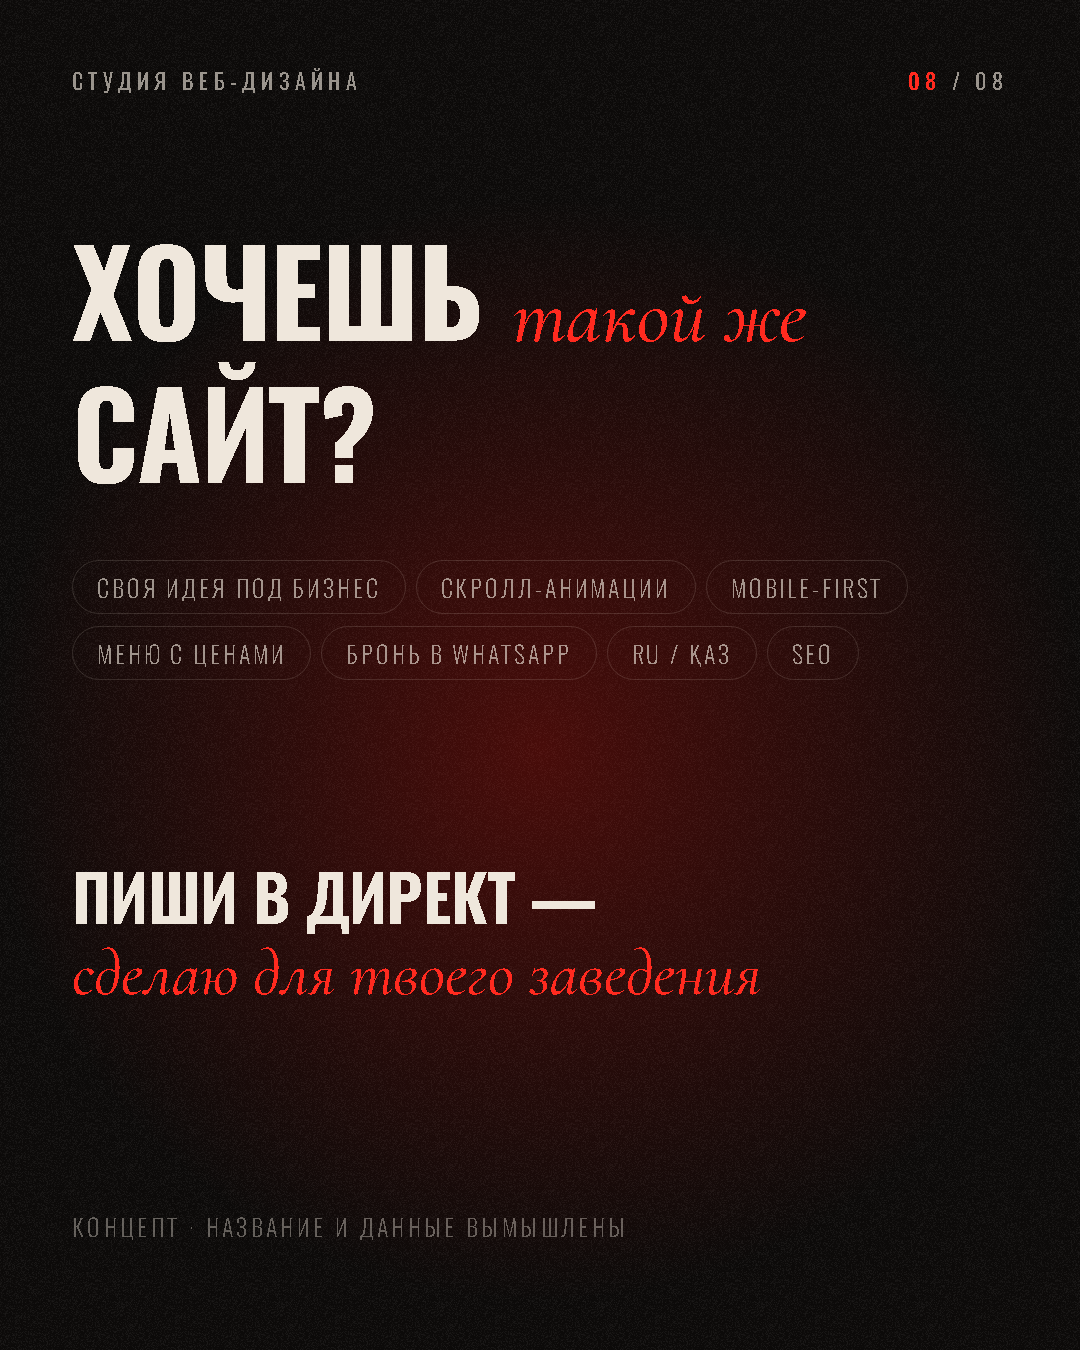 СТУДИЯ ВЕБ-ДИЗАЙНА
08 / 08
ХОЧЕШЬ такой же
САЙТ?
СВОЯ ИДЕЯ ПОД БИЗНЕС
СКРОЛЛ-АНИМАЦИИ
MOBILE-FIRST
МЕНЮ С ЦЕНАМИ
БРОНЬ В WHATSAPP
RU / ҚАЗ
SEO
ПИШИ В ДИРЕКТ —
сделаю для твоего заведения
КОНЦЕПТ · НАЗВАНИЕ И ДАННЫЕ ВЫМЫШЛЕНЫ